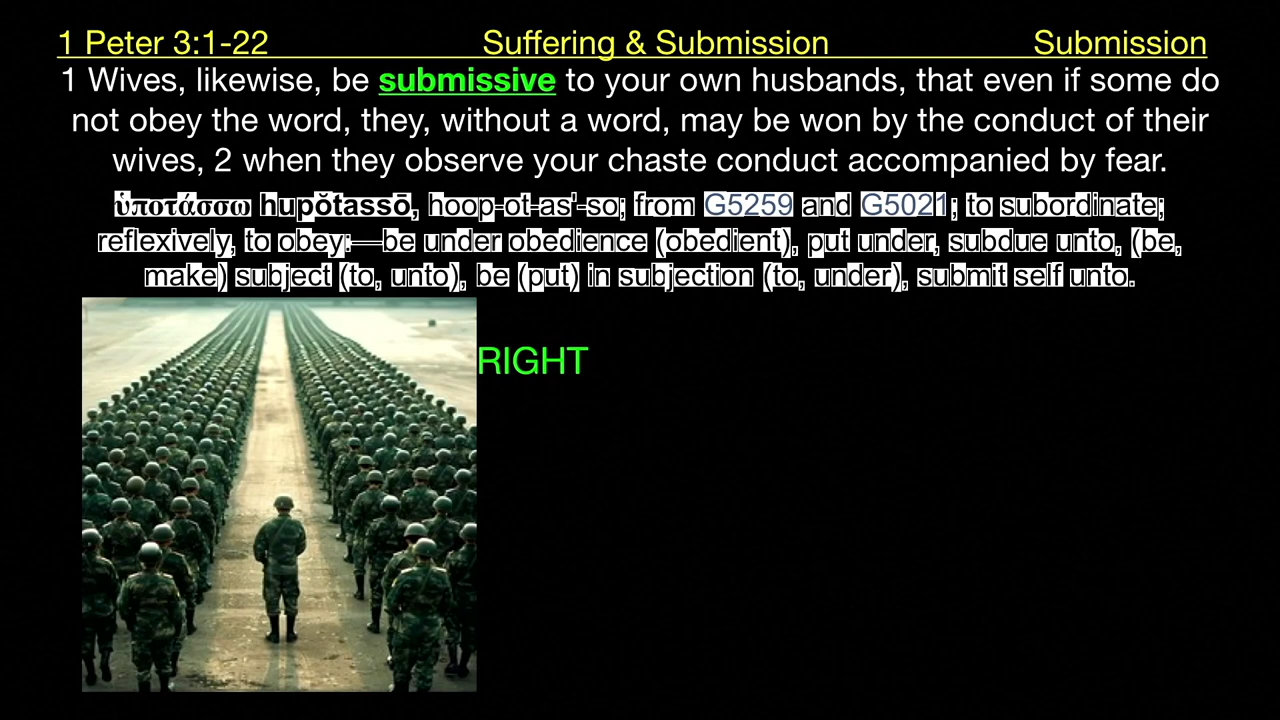 1 Peter 3:1-22 Suffering & Submission Submission
1 Wives, likewise, be submissive to your own husbands, that even if some do
not obey the word, they, without a word, may be won by the conduct of their
wives, 2 when they observe your chaste conduct accompanied by fear.
ὑποτάσσω hupŏtassō, hoop-ot-as'-so; from G5259 and G5021; to subordinate;
reflexively, to obey:—be under obedience (obedient), put under, subdue unto, (be,
make) subject (to, unto), be (put) in subjection (to, under), submit self unto.
RIGHT